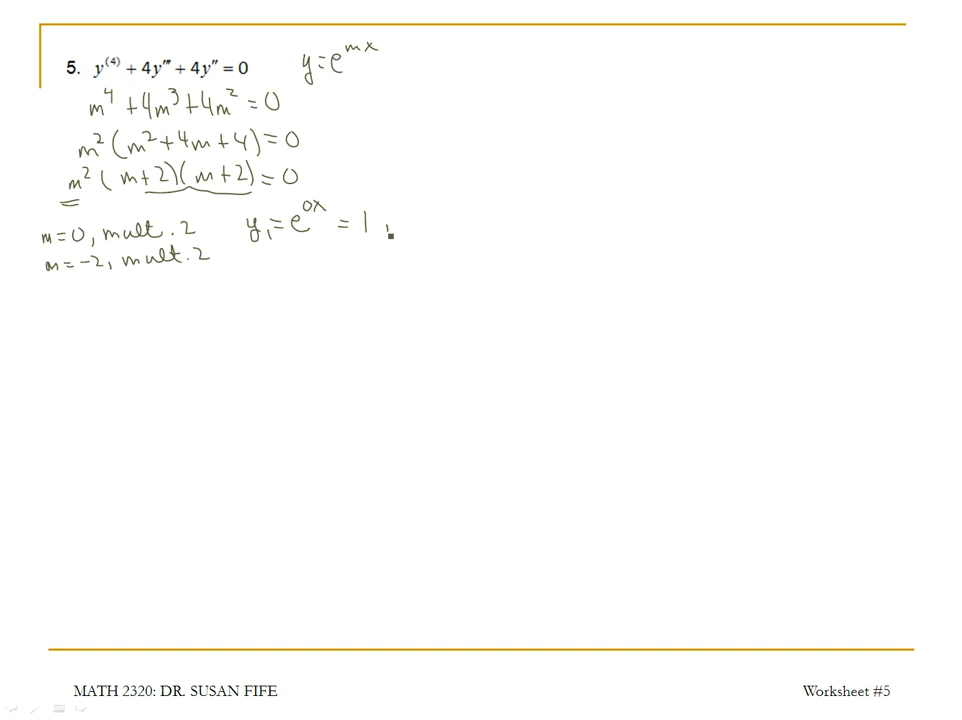 5. y⁽⁴⁾ + 4y''' + 4y'' = 0 y = e^{mx}
m⁴ + 4m³ + 4m² = 0
m² (m² + 4m + 4) = 0
m² (m + 2)(m + 2) = 0
m = 0, mult. 2 y₁ = e^{0x} = 1,
m = -2, mult. 2
MATH 2320: DR. SUSAN FIFE Worksheet #5